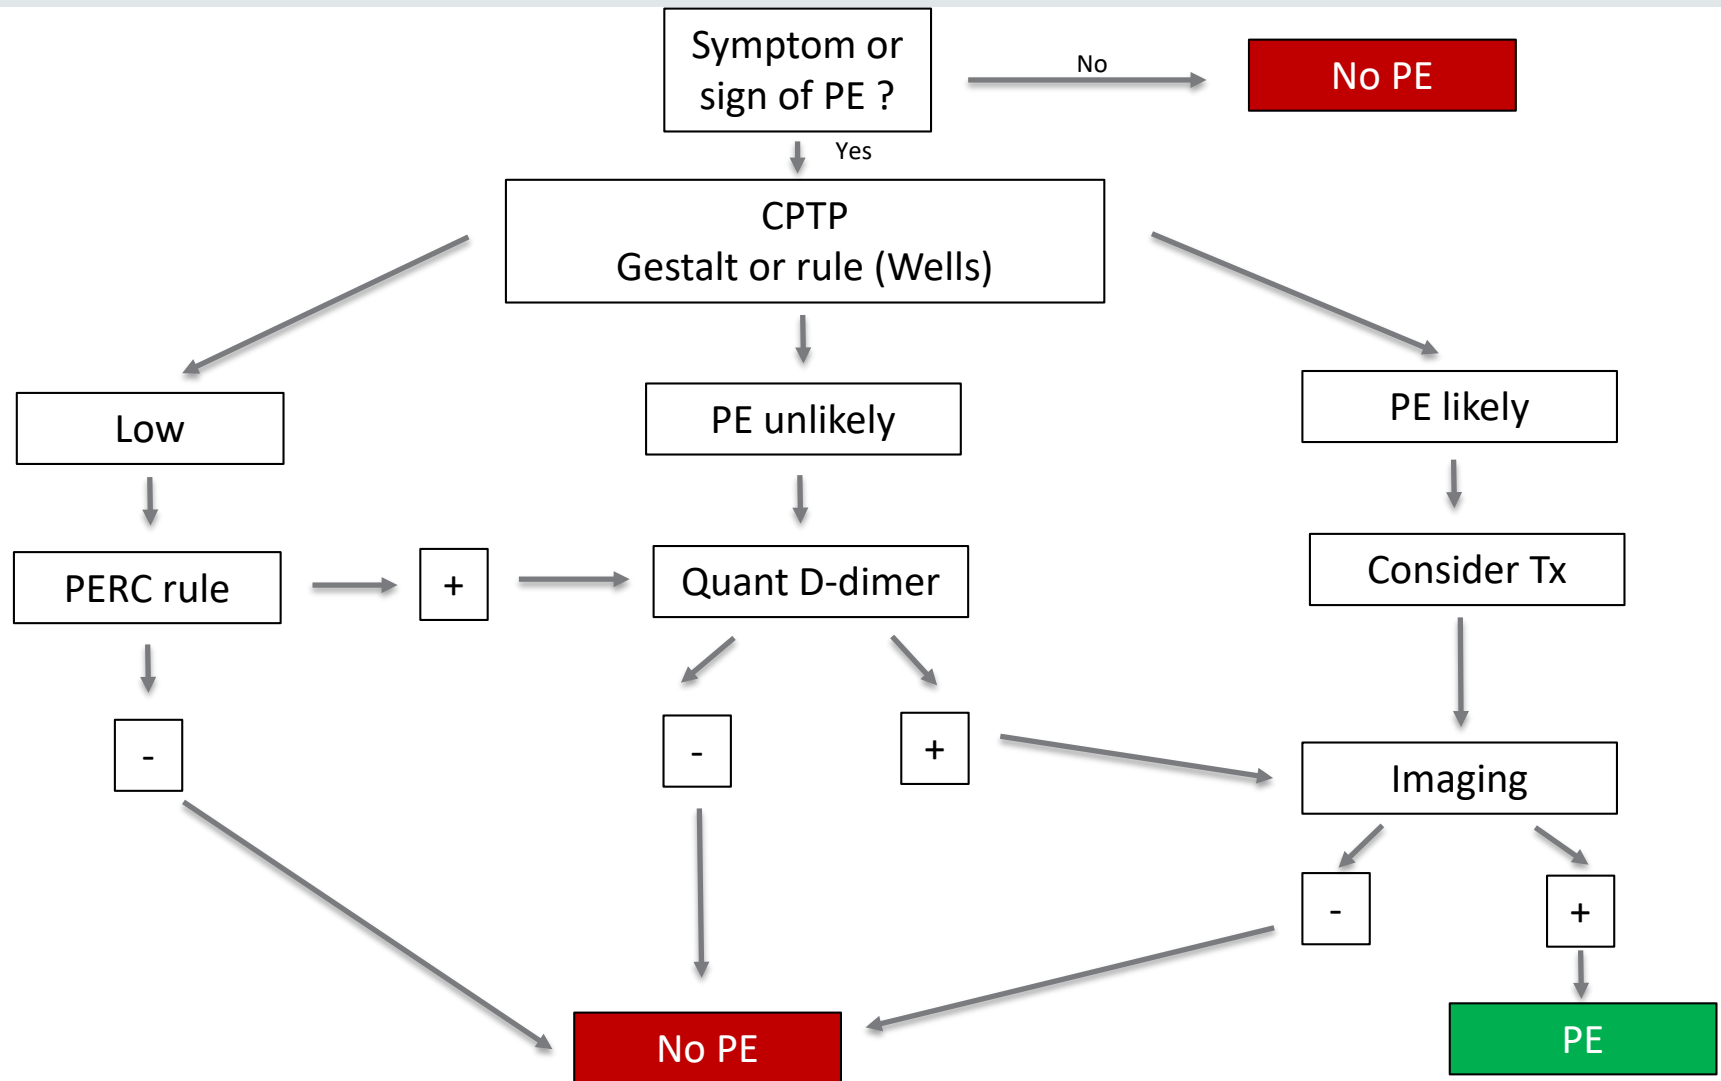 Symptom or
sign of PE ?
No
No PE
Yes
CPTP
Gestalt or rule (Wells)
Low
PE unlikely
PE likely
PERC rule
+
Quant D-dimer
Consider Tx
-
-
+
Imaging
-
+
No PE
PE